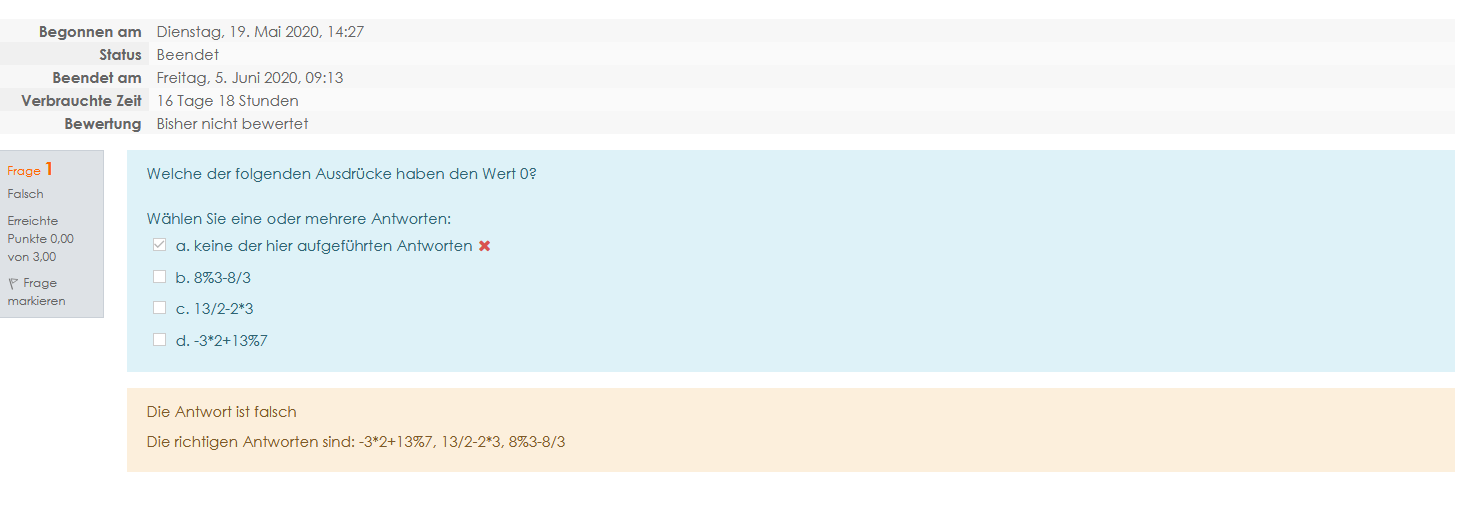 Begonnen am Dienstag, 19. Mai 2020, 14:27
Status Beendet
Beendet am Freitag, 5. Juni 2020, 09:13
Verbrauchte Zeit 16 Tage 18 Stunden
Bewertung Bisher nicht bewertet
Frage 1
Falsch
Erreichte
Punkte 0,00
von 3,00
Frage
markieren
Welche der folgenden Ausdrücke haben den Wert 0?
Wählen Sie eine oder mehrere Antworten:
a. keine der hier aufgeführten Antworten
b. 8%3-8/3
c. 13/2-2*3
d. -3*2+13%7
Die Antwort ist falsch
Die richtigen Antworten sind: -3*2+13%7, 13/2-2*3, 8%3-8/3